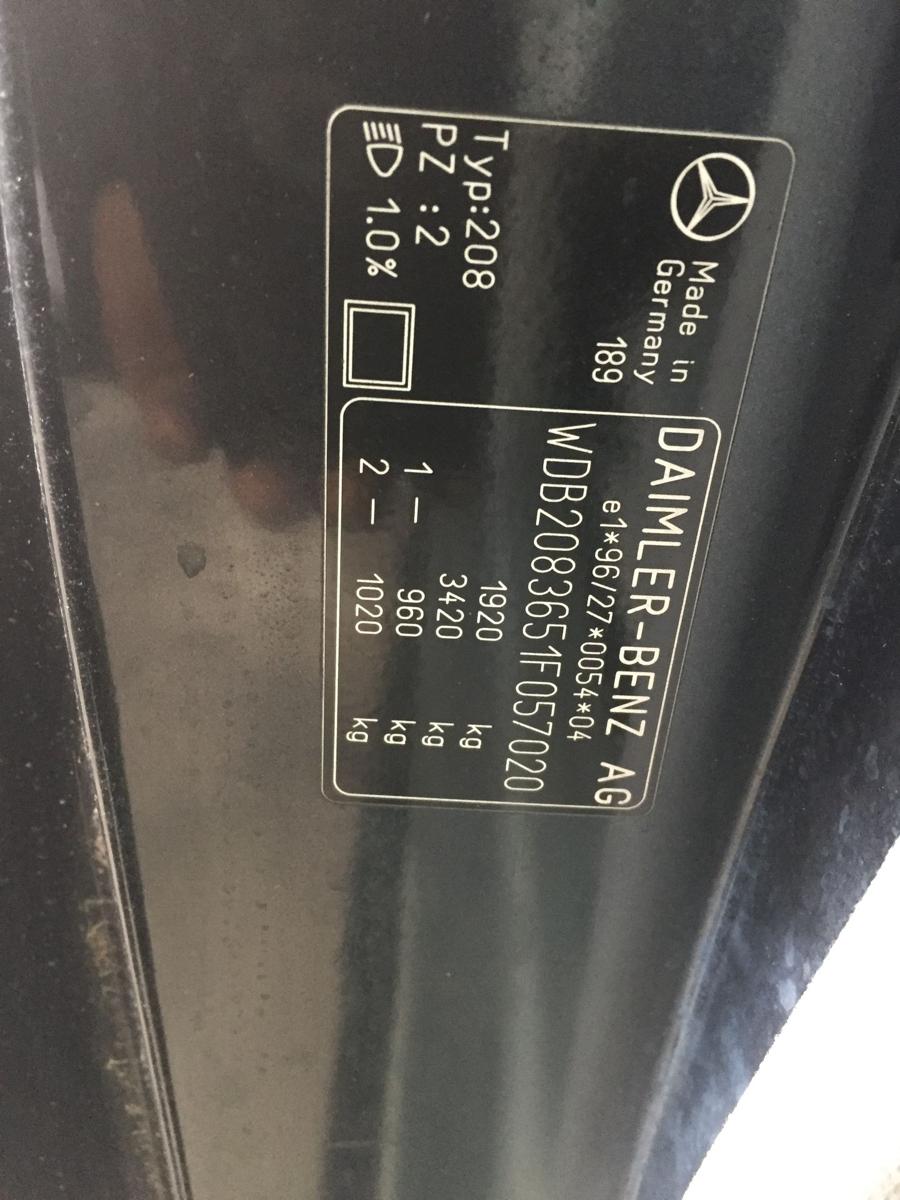 Made in
Germany
189
Typ:208
PZ :2
1.0%
DAIMLER-BENZ AG
e1*96/27*0054*04
WDB2083651F057020
1920 kg
3420 kg
1 — 960 kg
2 — 1020 kg